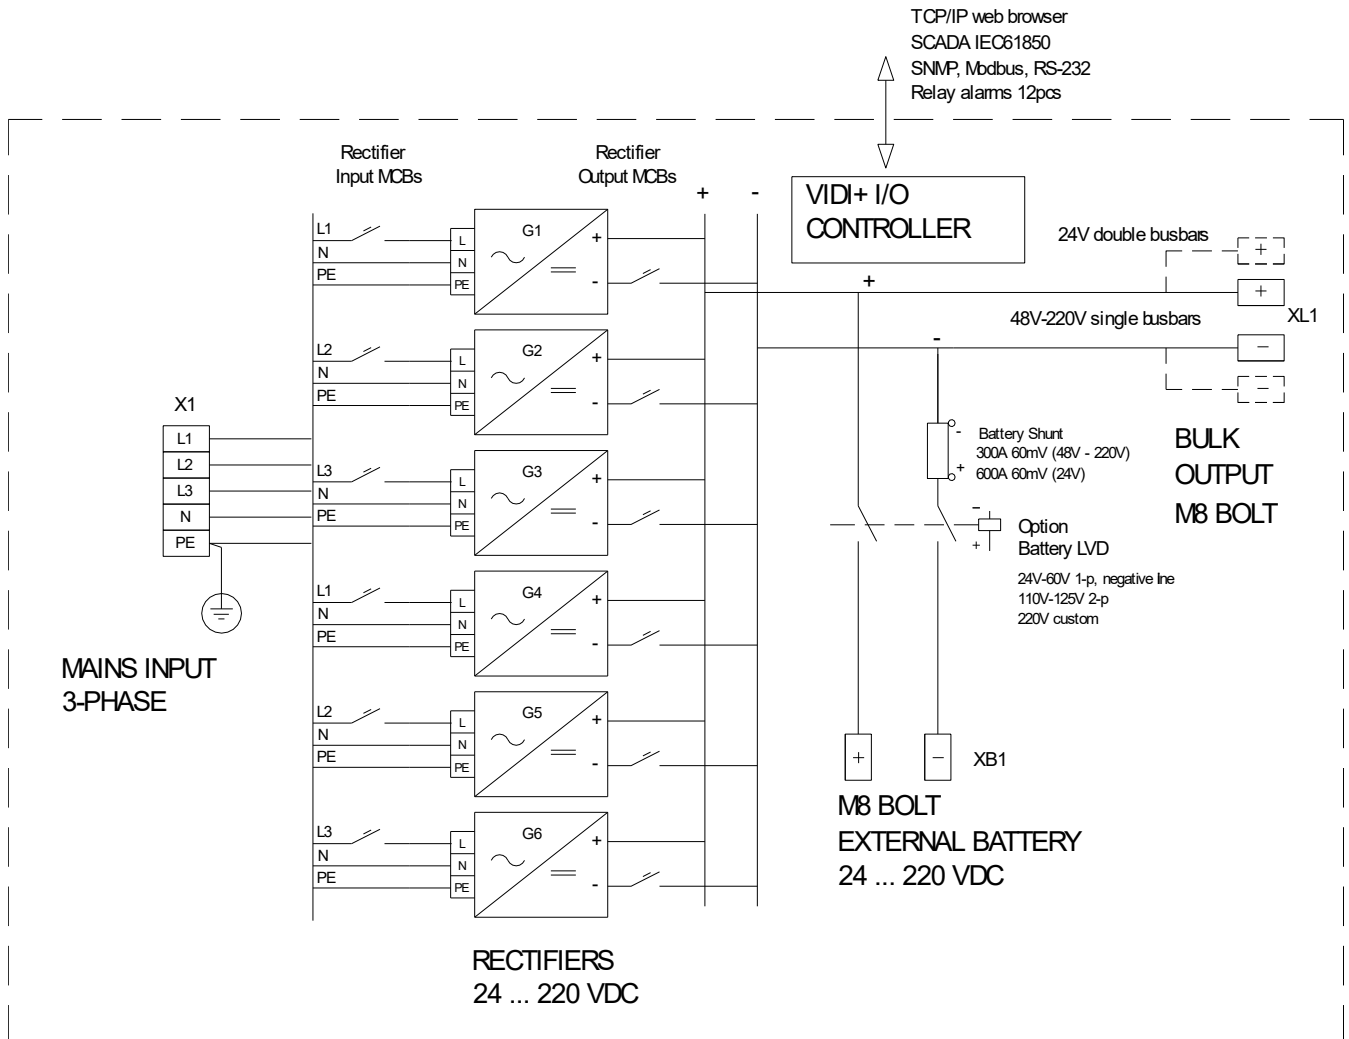 TCP/IP web browser
SCADA IEC61850
SNMP, Modbus, RS-232
Relay alarms 12pcs
Rectifier
Input MCBs
Rectifier
Output MCBs
+ -
VIDI+ I/O
CONTROLLER
24V double busbars
+
+
XL1
48V-220V single busbars
−
−
BULK
OUTPUT
M8 BOLT
+
-
L1
N
PE
L
N
PE
G1
+
-
L2
N
PE
L
N
PE
G2
+
-
L3
N
PE
L
N
PE
G3
+
-
L1
N
PE
L
N
PE
G4
+
-
L2
N
PE
L
N
PE
G5
+
-
L3
N
PE
L
N
PE
G6
+
-
X1
L1
L2
L3
N
PE
MAINS INPUT
3-PHASE
-
+
Battery Shunt
300A 60mV (48V - 220V)
600A 60mV (24V)
−
+
Option
Battery LVD
24V-60V 1-p, negative line
110V-125V 2-p
220V custom
+ −
XB1
M8 BOLT
EXTERNAL BATTERY
24 ... 220 VDC
RECTIFIERS
24 ... 220 VDC